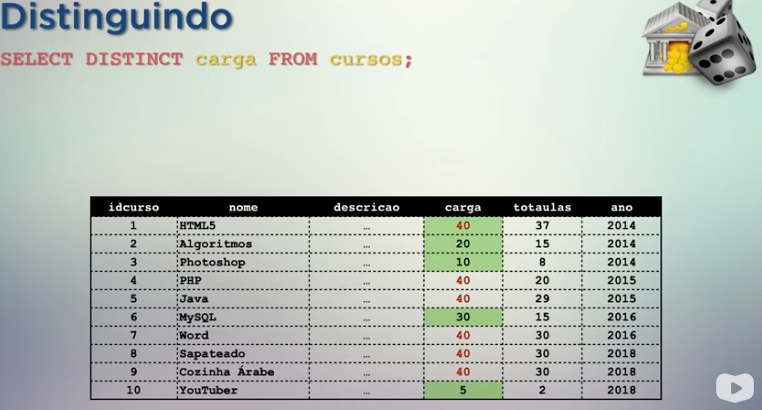 Distinguindo
SELECT DISTINCT carga FROM cursos;
idcurso nome descricao carga totaulas ano
1 HTML5 … 40 37 2014
2 Algoritmos … 20 15 2014
3 Photoshop … 10 8 2014
4 PHP … 40 20 2015
5 Java … 40 29 2015
6 MySQL … 30 15 2016
7 Word … 40 30 2016
8 Sapateado … 40 30 2018
9 Cozinha Árabe … 40 30 2018
10 YouTuber … 5 2 2018